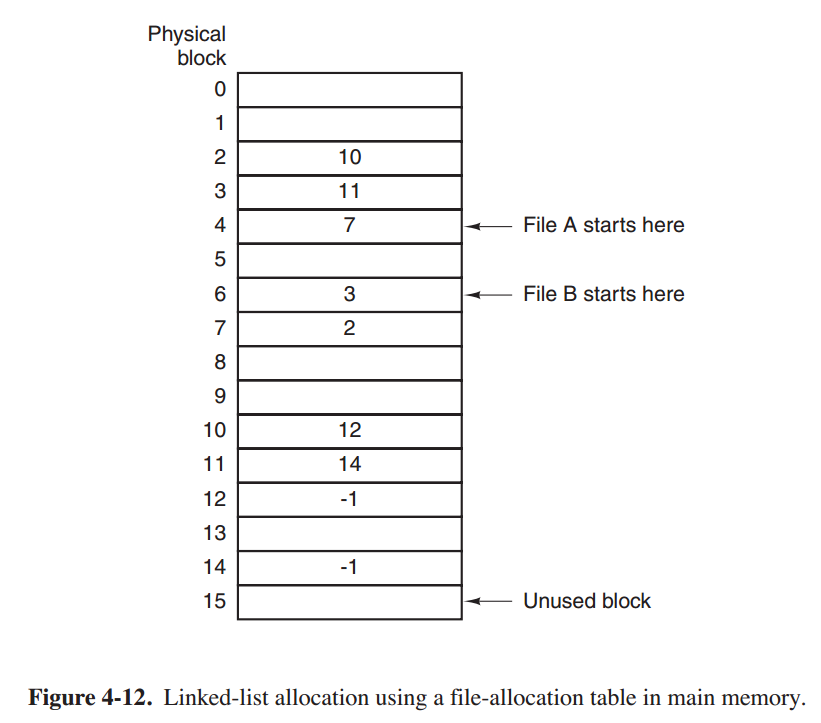 Physical
block
0
1
2 10
3 11
4 7 File A starts here
5
6 3 File B starts here
7 2
8
9
10 12
11 14
12 -1
13
14 -1
15 Unused block
Figure 4-12. Linked-list allocation using a file-allocation table in main memory.